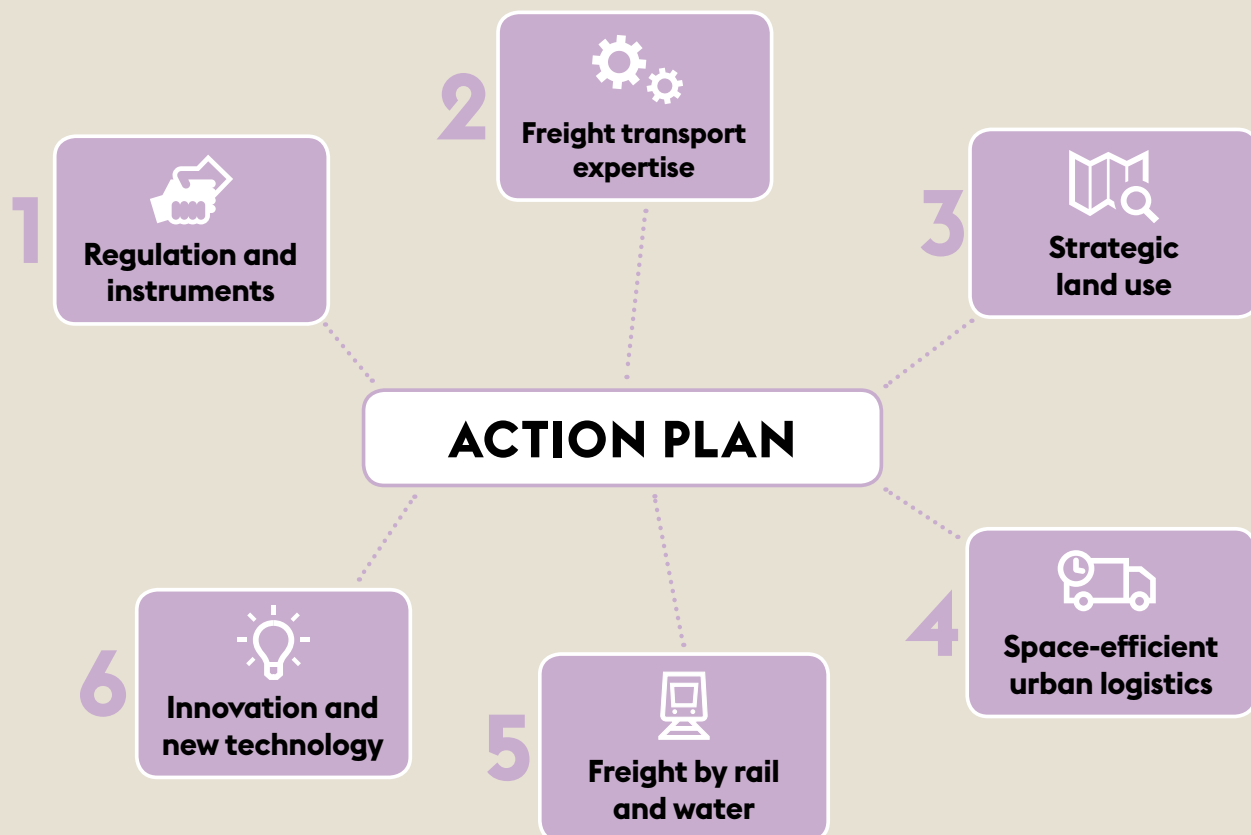 1
Regulation and
instruments
2
Freight transport
expertise
3
Strategic
land use
ACTION PLAN
4
Space-efficient
urban logistics
5
Freight by rail
and water
6
Innovation and
new technology